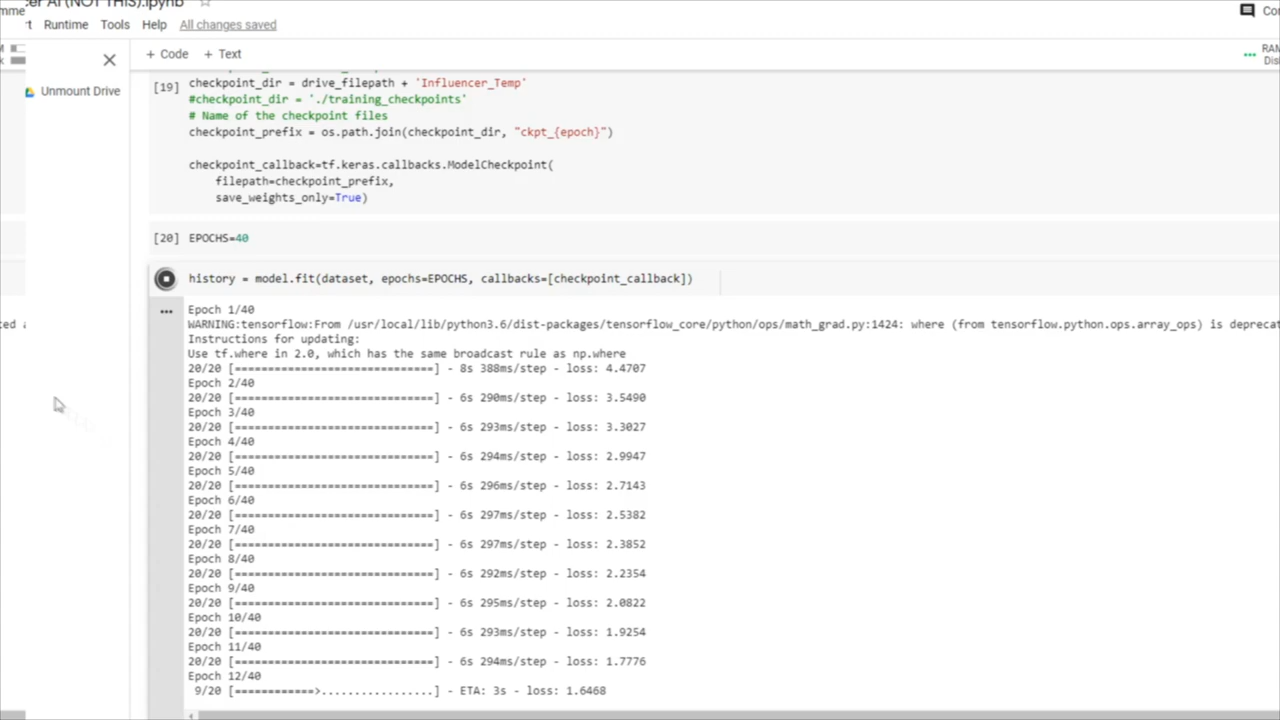 er AI (NOT THIS).ipynb
mme
t Runtime Tools Help All changes saved
+ Code + Text
RAM
Dis
Unmount Drive
[19] checkpoint_dir = drive_filepath + 'Influencer_Temp'
#checkpoint_dir = './training_checkpoints'
# Name of the checkpoint files
checkpoint_prefix = os.path.join(checkpoint_dir, "ckpt_{epoch}")
checkpoint_callback=tf.keras.callbacks.ModelCheckpoint(
filepath=checkpoint_prefix,
save_weights_only=True)
[20] EPOCHS=40
history = model.fit(dataset, epochs=EPOCHS, callbacks=[checkpoint_callback])
Epoch 1/40
WARNING:tensorflow:From /usr/local/lib/python3.6/dist-packages/tensorflow_core/python/ops/math_grad.py:1424: where (from tensorflow.python.ops.array_ops) is depreca
Instructions for updating:
Use tf.where in 2.0, which has the same broadcast rule as np.where
20/20 [==============================] - 8s 388ms/step - loss: 4.4707
Epoch 2/40
20/20 [==============================] - 6s 290ms/step - loss: 3.5490
Epoch 3/40
20/20 [==============================] - 6s 293ms/step - loss: 3.3027
Epoch 4/40
20/20 [==============================] - 6s 294ms/step - loss: 2.9947
Epoch 5/40
20/20 [==============================] - 6s 296ms/step - loss: 2.7143
Epoch 6/40
20/20 [==============================] - 6s 297ms/step - loss: 2.5382
Epoch 7/40
20/20 [==============================] - 6s 297ms/step - loss: 2.3852
Epoch 8/40
20/20 [==============================] - 6s 292ms/step - loss: 2.2354
Epoch 9/40
20/20 [==============================] - 6s 295ms/step - loss: 2.0822
Epoch 10/40
20/20 [==============================] - 6s 293ms/step - loss: 1.9254
Epoch 11/40
20/20 [==============================] - 6s 294ms/step - loss: 1.7776
Epoch 12/40
9/20 [============>.................] - ETA: 3s - loss: 1.6468